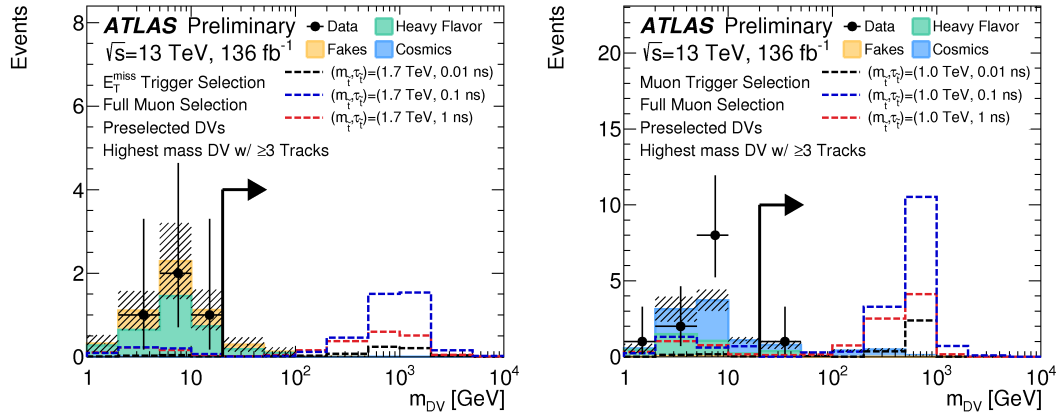 Events
8
6
4
2
0
ATLAS Preliminary
√s=13 TeV, 136 fb⁻¹
E_T^miss Trigger Selection
Full Muon Selection
Preselected DVs
Highest mass DV w/ ≥3 Tracks
Data
Heavy Flavor
Fakes
Cosmics
(m_t̃,τ_t̃)=(1.7 TeV, 0.01 ns)
(m_t̃,τ_t̃)=(1.7 TeV, 0.1 ns)
(m_t̃,τ_t̃)=(1.7 TeV, 1 ns)
1 10 10² 10³ 10⁴
m_DV [GeV]
Events
20
15
10
5
0
ATLAS Preliminary
√s=13 TeV, 136 fb⁻¹
Muon Trigger Selection
Full Muon Selection
Preselected DVs
Highest mass DV w/ ≥3 Tracks
Data
Heavy Flavor
Fakes
Cosmics
(m_t̃,τ_t̃)=(1.0 TeV, 0.01 ns)
(m_t̃,τ_t̃)=(1.0 TeV, 0.1 ns)
(m_t̃,τ_t̃)=(1.0 TeV, 1 ns)
1 10 10² 10³ 10⁴
m_DV [GeV]